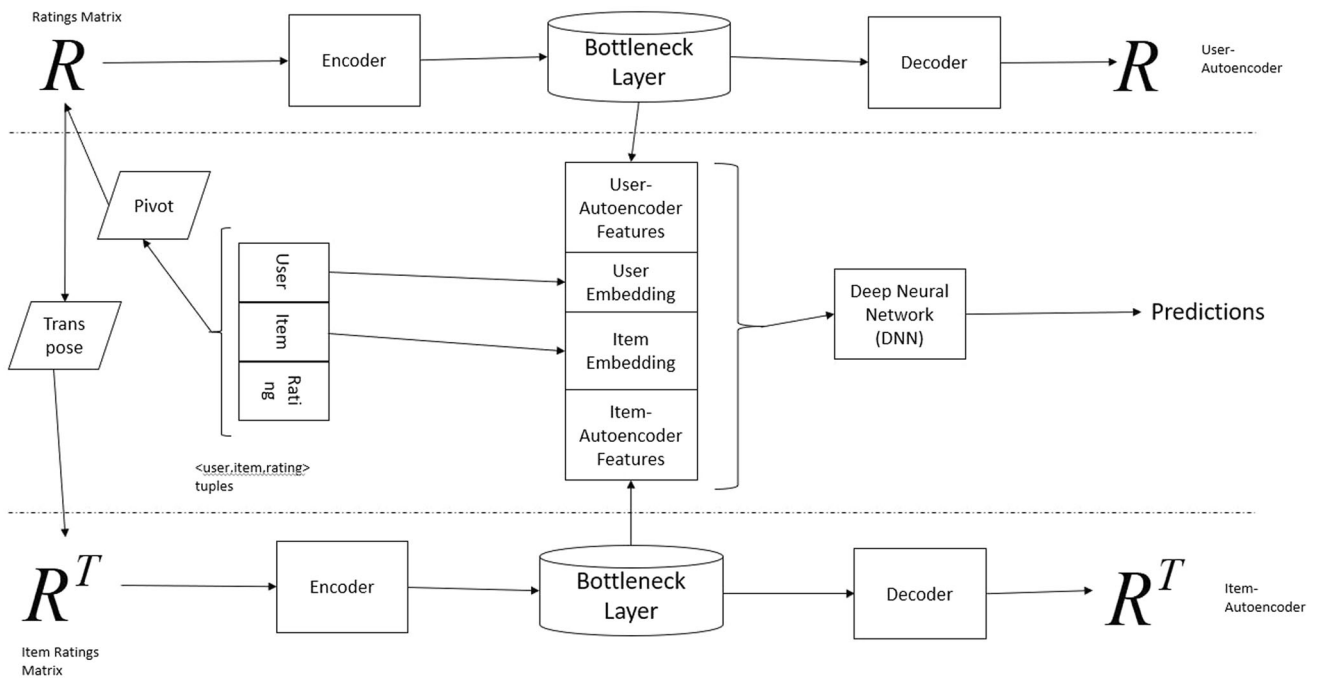 Ratings Matrix
R
Encoder
Bottleneck
Layer
Decoder
R
User-
Autoencoder
Pivot
Trans
pose
User
Item
Rati
ng
<user,item,rating>
tuples
User-
Autoencoder
Features
User
Embedding
Item
Embedding
Item-
Autoencoder
Features
Deep Neural
Network
(DNN)
Predictions
R^T
Item Ratings
Matrix
Encoder
Bottleneck
Layer
Decoder
R^T
Item-
Autoencoder